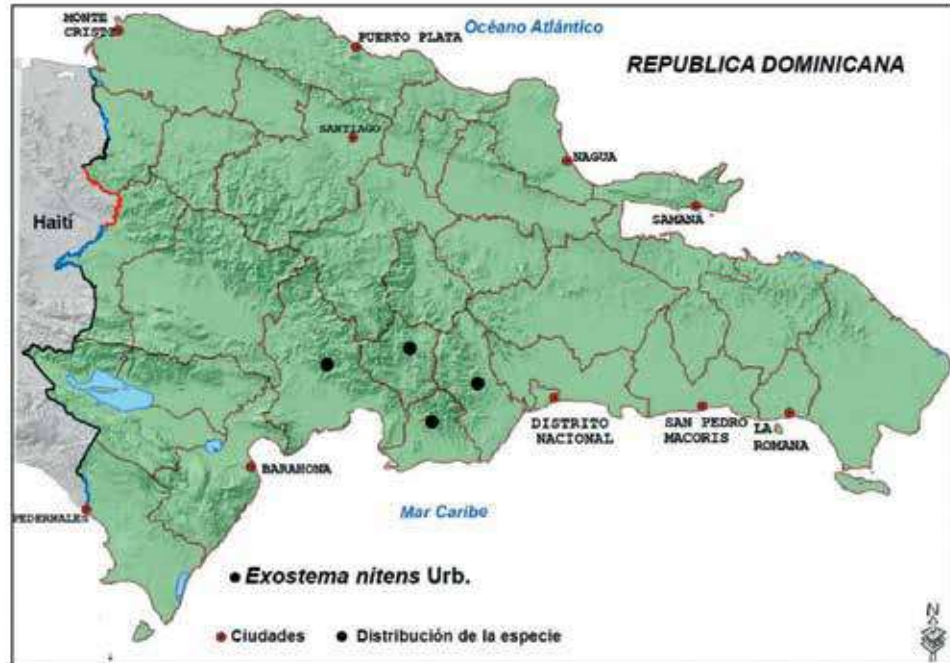 MONTE
CRISTI
Océano Atlántico
PUERTO PLATA
REPUBLICA DOMINICANA
SANTIAGO
NAGUA
SAMANA
Haití
DISTRITO
NACIONAL
SAN PEDRO
MACORIS
LA
ROMANA
BARAHONA
PEDERNALES
Mar Caribe
Exostema nitens Urb.
Ciudades
Distribución de la especie
N